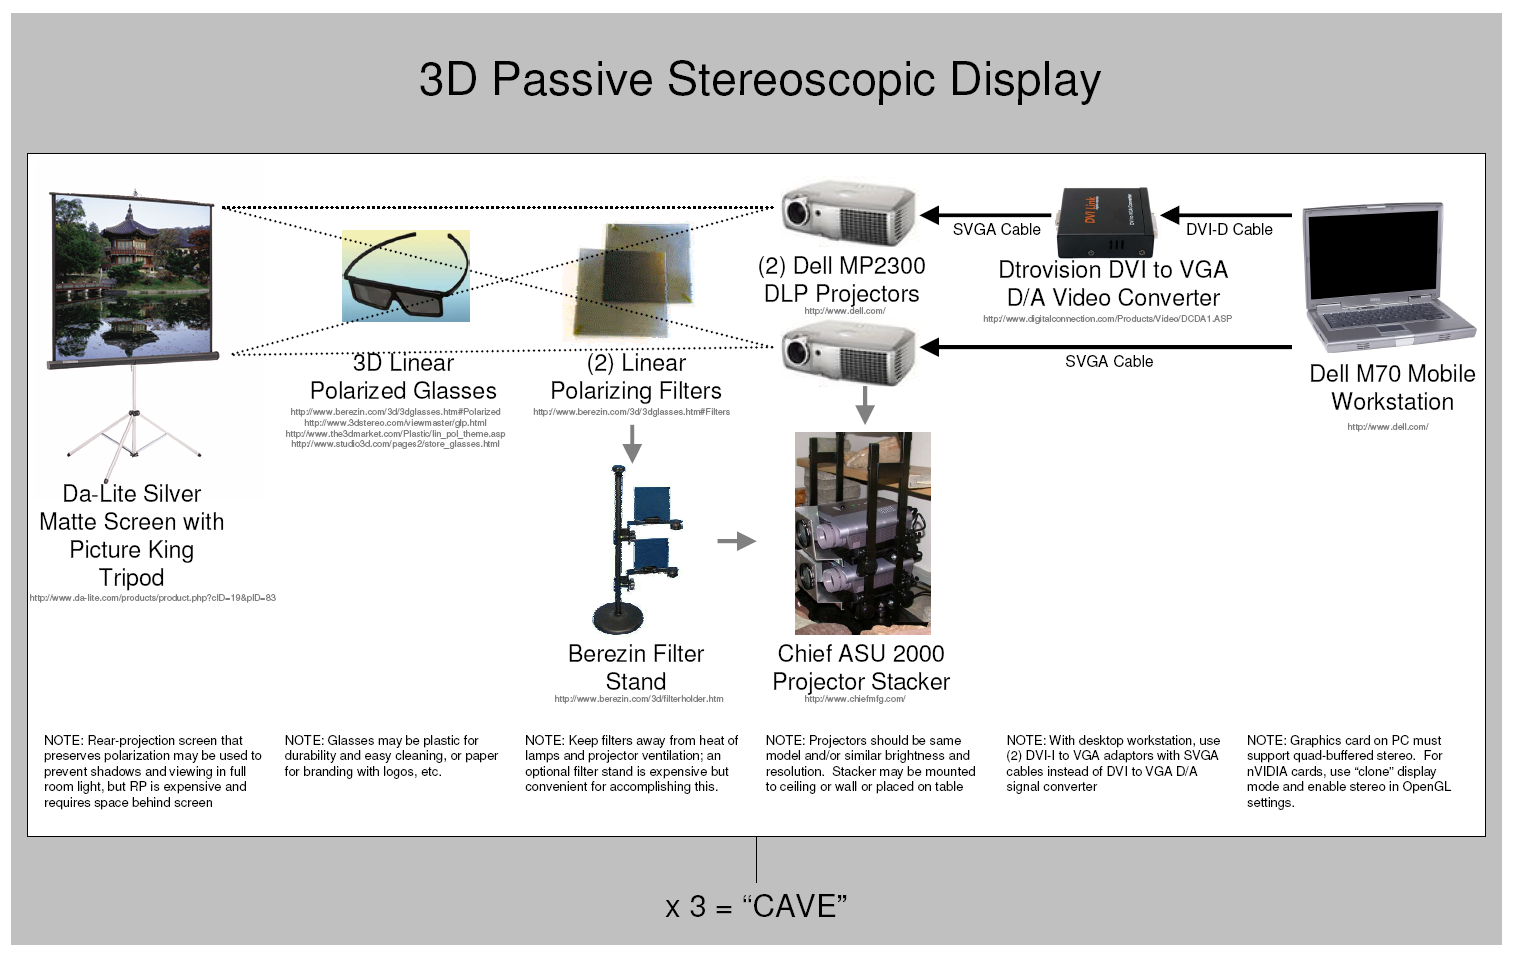 3D Passive Stereoscopic Display
SVGA Cable
DVI Link
DVI to VGA Converter
DVI-D Cable
(2) Dell MP2300
DLP Projectors
http://www.dell.com/
Dtrovision DVI to VGA
D/A Video Converter
http://www.digitalconnection.com/Products/Video/DCDA1.ASP
SVGA Cable
3D Linear
Polarized Glasses
http://www.berezin.com/3d/3dglasses.htm#Polarized
http://www.3dstereo.com/viewmaster/glp.html
http://www.the3dmarket.com/Plastic/lin_pol_theme.asp
http://www.studio3d.com/pages2/store_glasses.html
(2) Linear
Polarizing Filters
http://www.berezin.com/3d/3dglasses.htm#Filters
Dell M70 Mobile
Workstation
http://www.dell.com/
Da-Lite Silver
Matte Screen with
Picture King
Tripod
http://www.da-lite.com/products/product.php?cID=19&pID=83
Berezin Filter
Stand
http://www.berezin.com/3d/filterholder.htm
Chief ASU 2000
Projector Stacker
http://www.chiefmfg.com/
NOTE: Rear-projection screen that
preserves polarization may be used to
prevent shadows and viewing in full
room light, but RP is expensive and
requires space behind screen
NOTE: Glasses may be plastic for
durability and easy cleaning, or paper
for branding with logos, etc.
NOTE: Keep filters away from heat of
lamps and projector ventilation; an
optional filter stand is expensive but
convenient for accomplishing this.
NOTE: Projectors should be same
model and/or similar brightness and
resolution. Stacker may be mounted
to ceiling or wall or placed on table
NOTE: With desktop workstation, use
(2) DVI-I to VGA adaptors with SVGA
cables instead of DVI to VGA D/A
signal converter
NOTE: Graphics card on PC must
support quad-buffered stereo. For
nVIDIA cards, use “clone” display
mode and enable stereo in OpenGL
settings.
x 3 = “CAVE”